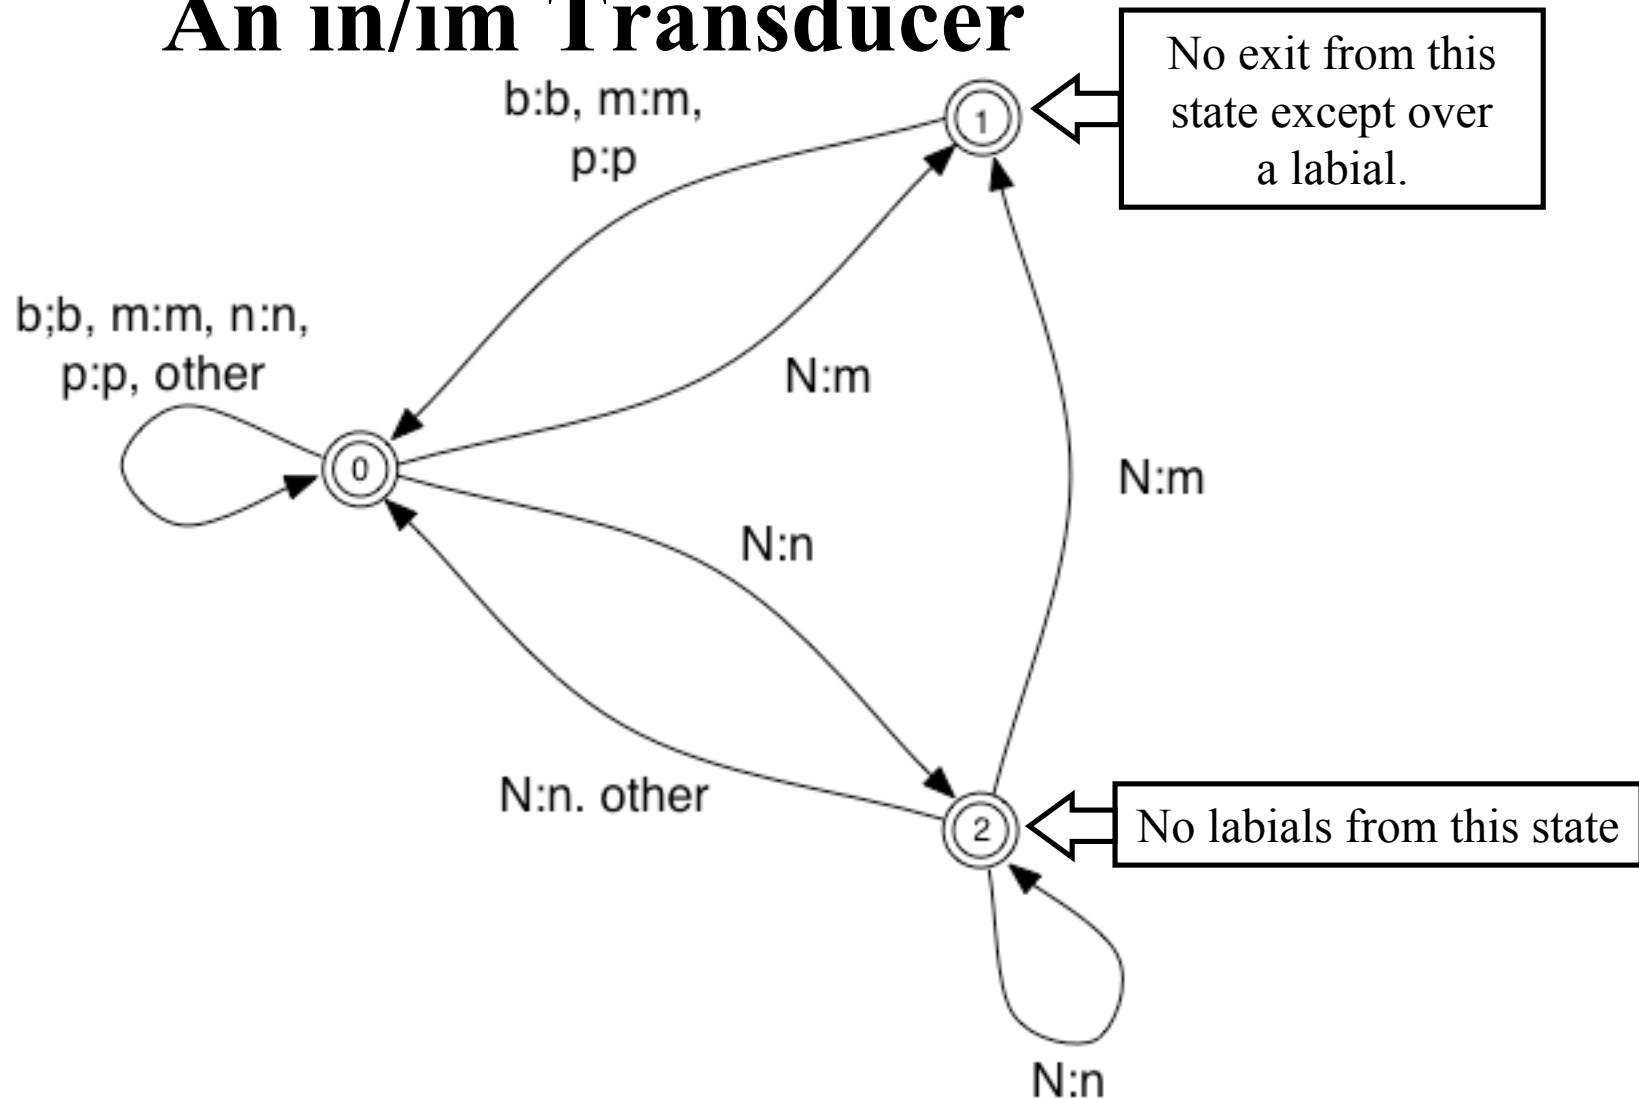 An in/im Transducer
No exit from this
state except over
a labial.
b:b, m:m,
p:p
1
b;b, m:m, n:n,
p:p, other
N:m
0
N:m
N:n
N:n. other
2
No labials from this state
N:n